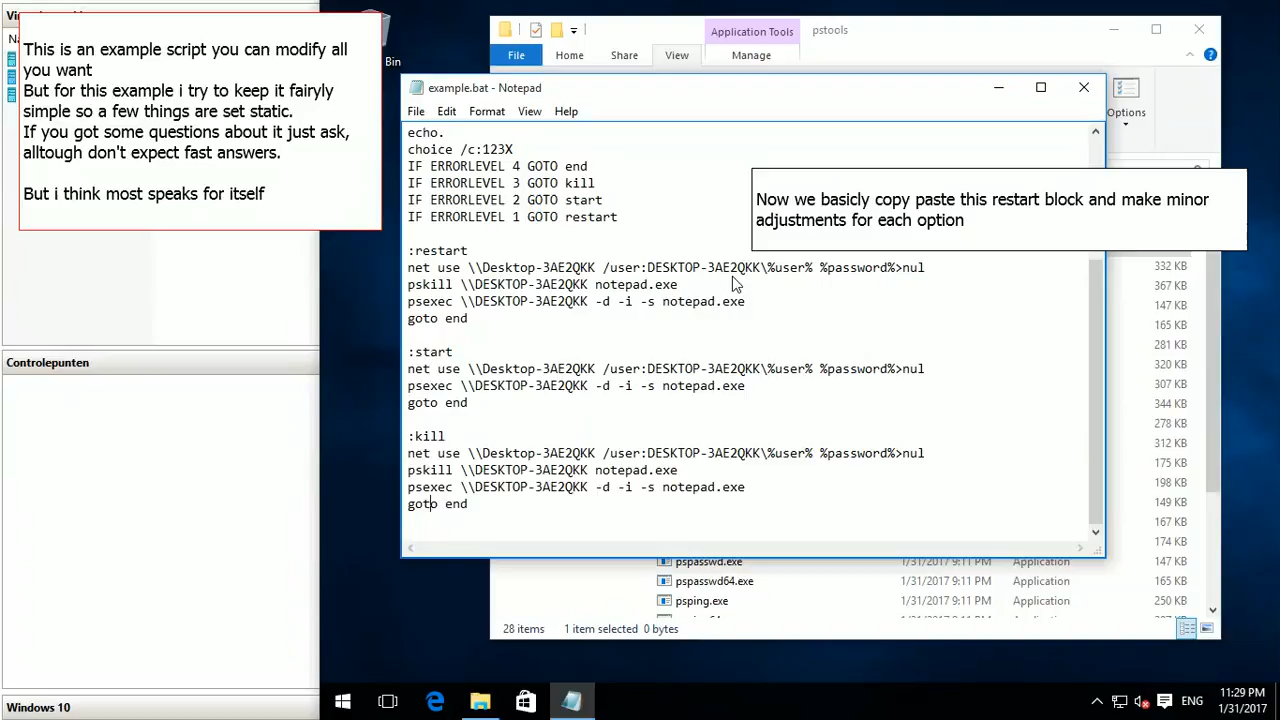 This is an example script you can modify all
you want
But for this example i try to keep it fairyly
simple so a few things are set static.
If you got some questions about it just ask,
alltough don't expect fast answers.
But i think most speaks for itself
Bin
Controlepunten
Windows 10
Application Tools
pstools
File
Home
Share
View
Manage
Options
example.bat - Notepad
File Edit Format View Help
echo.
choice /c:123X
IF ERRORLEVEL 4 GOTO end
IF ERRORLEVEL 3 GOTO kill
IF ERRORLEVEL 2 GOTO start
IF ERRORLEVEL 1 GOTO restart
:restart
net use \\Desktop-3AE2QKK /user:DESKTOP-3AE2QKK\%user% %password%>nul
pskill \\DESKTOP-3AE2QKK notepad.exe
psexec \\DESKTOP-3AE2QKK -d -i -s notepad.exe
goto end
:start
net use \\Desktop-3AE2QKK /user:DESKTOP-3AE2QKK\%user% %password%>nul
psexec \\DESKTOP-3AE2QKK -d -i -s notepad.exe
goto end
:kill
net use \\Desktop-3AE2QKK /user:DESKTOP-3AE2QKK\%user% %password%>nul
pskill \\DESKTOP-3AE2QKK notepad.exe
psexec \\DESKTOP-3AE2QKK -d -i -s notepad.exe
goto end
Now we basicly copy paste this restart block and make minor
adjustments for each option
332 KB
367 KB
147 KB
165 KB
281 KB
320 KB
307 KB
344 KB
278 KB
312 KB
175 KB
198 KB
149 KB
167 KB
174 KB
pspasswd.exe 1/31/2017 9:11 PM Application 147 KB
pspasswd64.exe 1/31/2017 9:11 PM Application 165 KB
psping.exe 1/31/2017 9:11 PM Application 250 KB
28 items 1 item selected 0 bytes
ENG
11:29 PM
1/31/2017